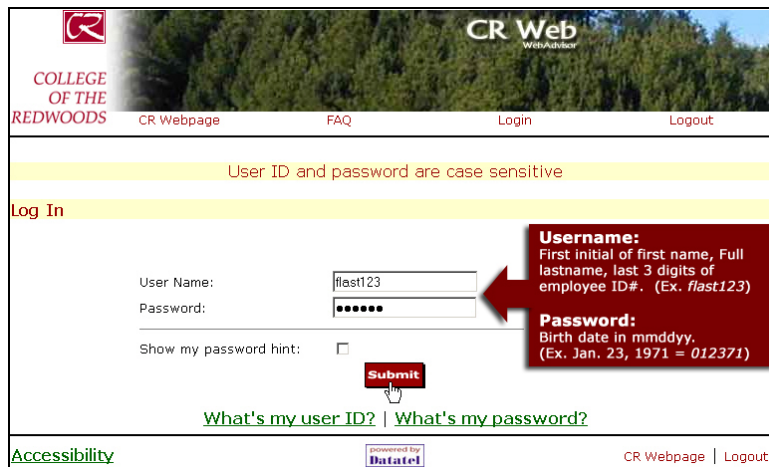 CR
CR Web
WebAdvisor
COLLEGE
OF THE
REDWOODS
CR Webpage
FAQ
Login
Logout
User ID and password are case sensitive
Log In
User Name:
flast123
Password:
●●●●●●
Show my password hint:
Submit
Username:
First initial of first name, Full
lastname, last 3 digits of
employee ID#. (Ex. flast123)
Password:
Birth date in mmddyy.
(Ex. Jan. 23, 1971 = 012371)
What's my user ID? | What's my password?
Accessibility
powered by
Datatel
CR Webpage | Logout